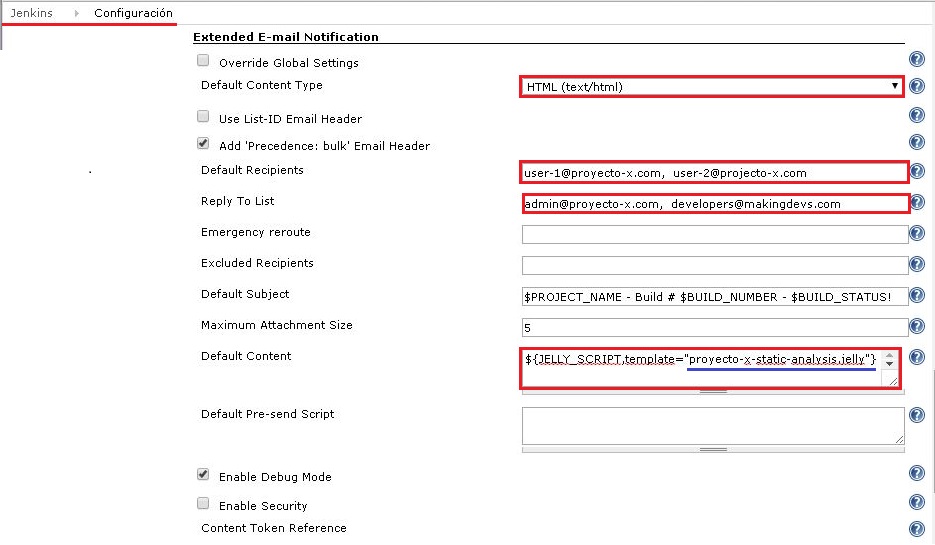 Jenkins Configuración
Extended E-mail Notification
Override Global Settings
Default Content Type HTML (text/html)
Use List-ID Email Header
Add 'Precedence: bulk' Email Header
Default Recipients user-1@proyecto-x.com, user-2@projecto-x.com
Reply To List admin@proyecto-x.com, developers@makingdevs.com
Emergency reroute
Excluded Recipients
Default Subject $PROJECT_NAME - Build # $BUILD_NUMBER - $BUILD_STATUS!
Maximum Attachment Size 5
Default Content ${JELLY_SCRIPT,template="proyecto-x-static-analysis.jelly"}
Default Pre-send Script
Enable Debug Mode
Enable Security
Content Token Reference